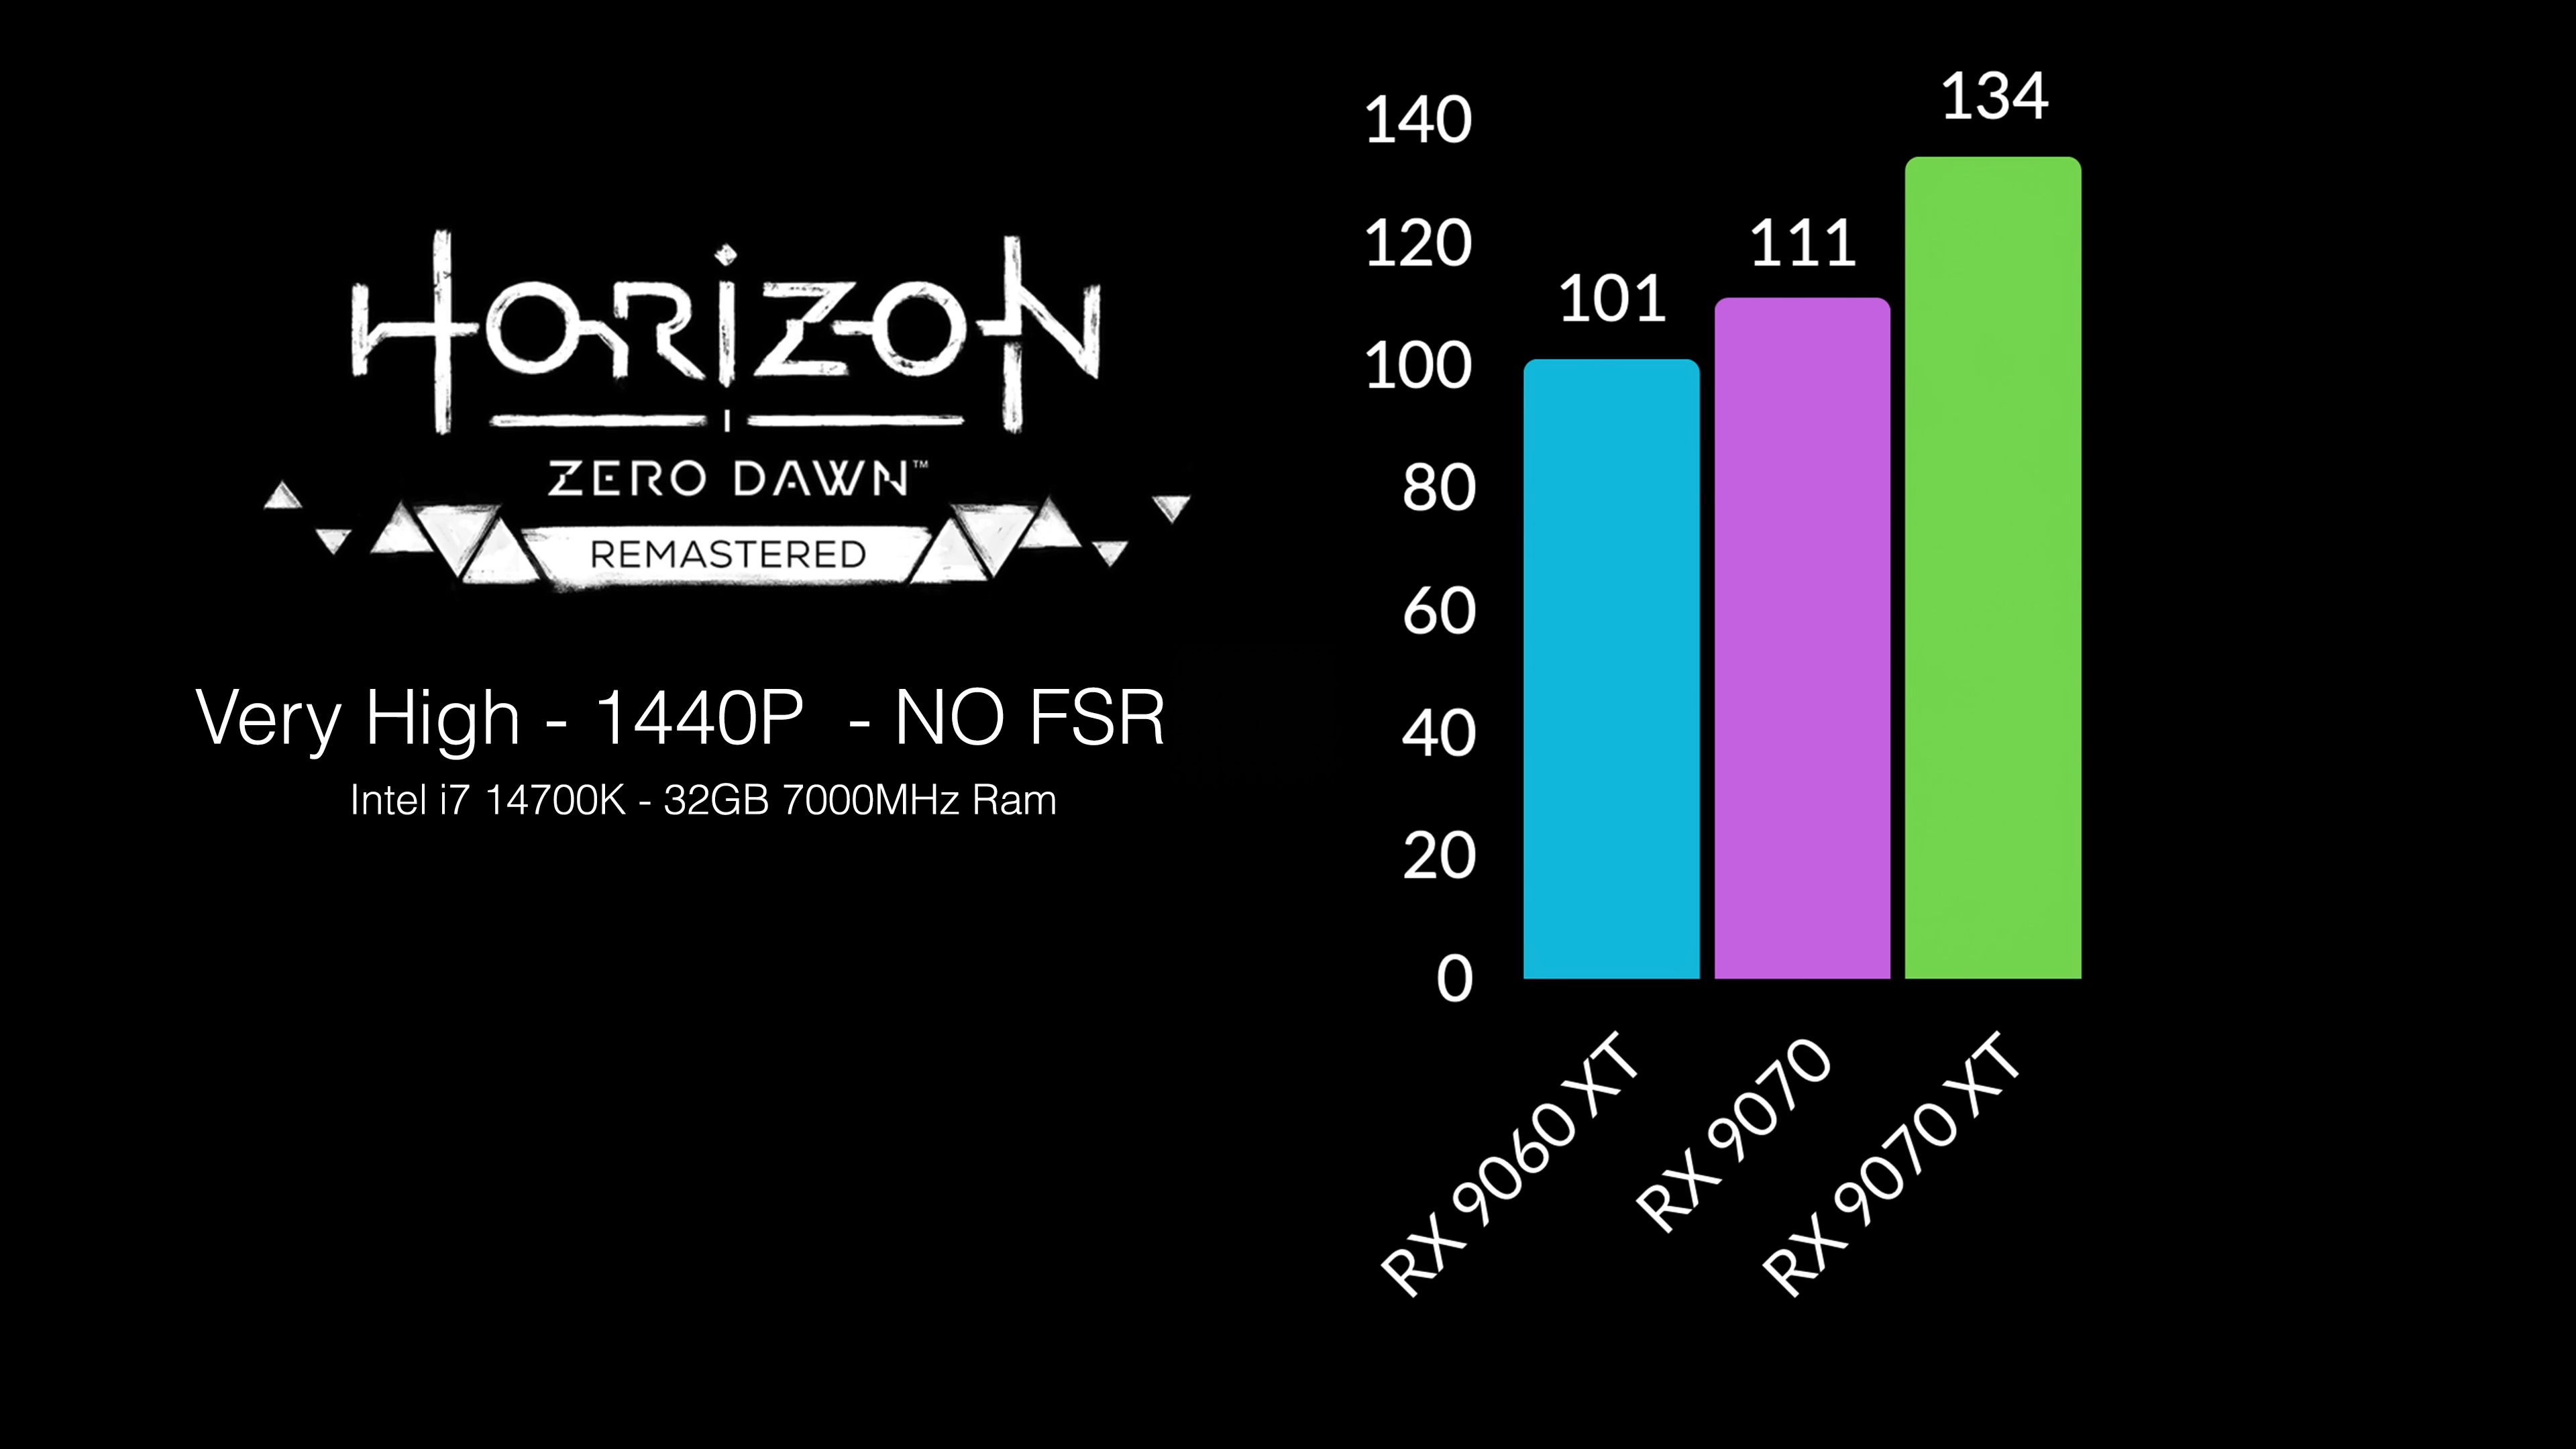 HORIZON
ZERO DAWN™
REMASTERED
Very High - 1440P - NO FSR
Intel i7 14700K - 32GB 7000MHz Ram
134
140
120
111
101
100
80
60
40
20
0
RX 9060 XT
RX 9070
RX 9070 XT